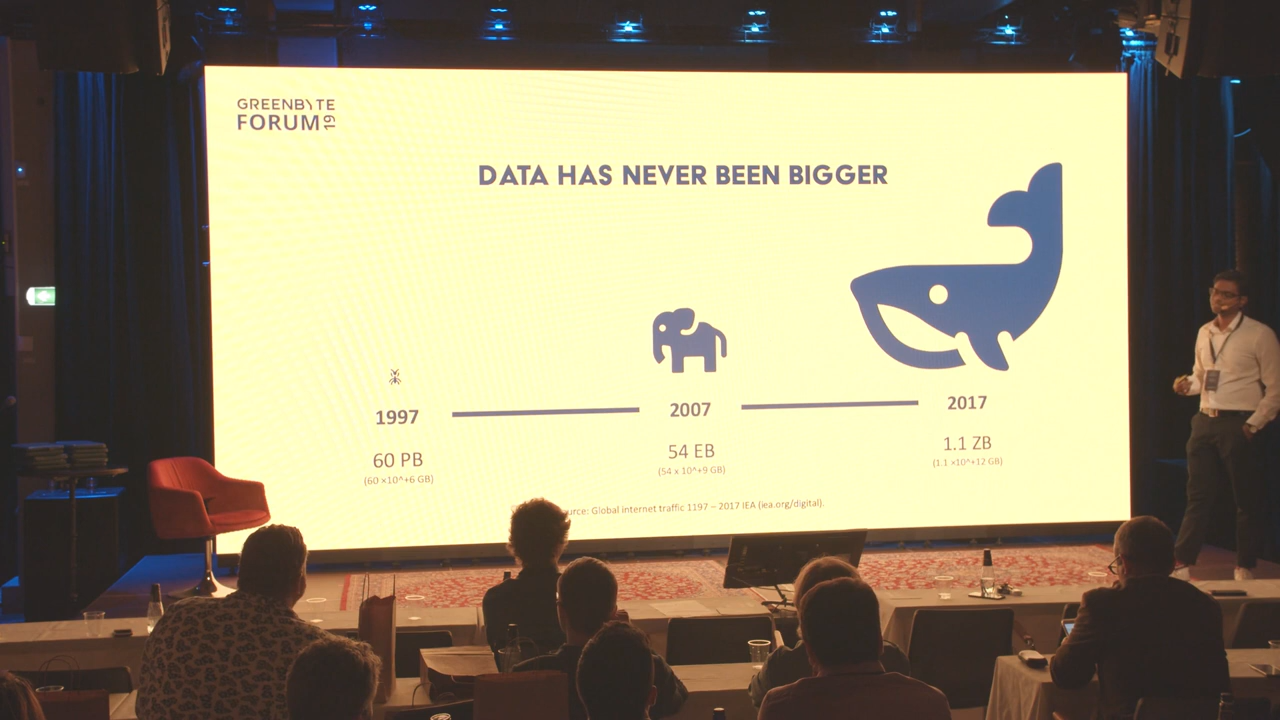 GREENBYTE
FORUM 19
DATA HAS NEVER BEEN BIGGER
1997
2007
2017
60 PB
54 EB
1.1 ZB
(60 ×10^+6 GB)
(54 x 10^+9 GB)
(1.1 ×10^+12 GB)
urce: Global internet traffic 1197 – 2017 IEA (iea.org/digital).